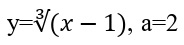 y=∛(x − 1), a=2